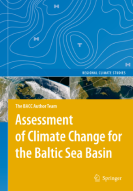 REGIONAL CLIMATE STUDIES
The BACC Author Team
Assessment
of Climate Change for
the Baltic Sea Basin
Springer